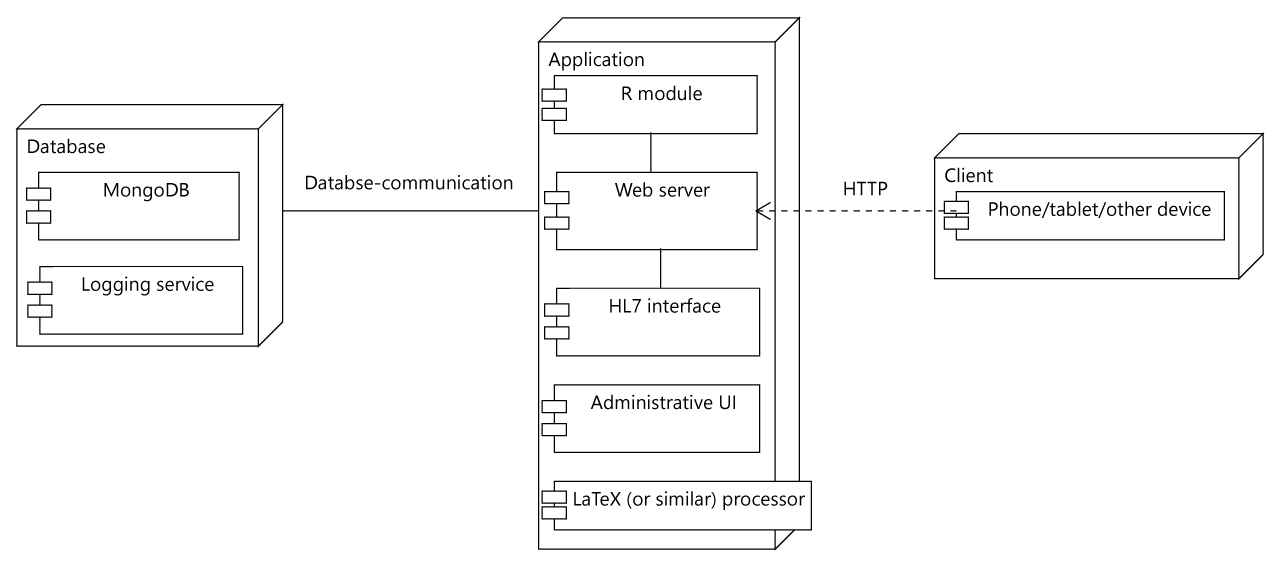 Database
MongoDB
Logging service
Databse-communication
Application
R module
Web server
HL7 interface
Administrative UI
LaTeX (or similar) processor
HTTP
Client
Phone/tablet/other device